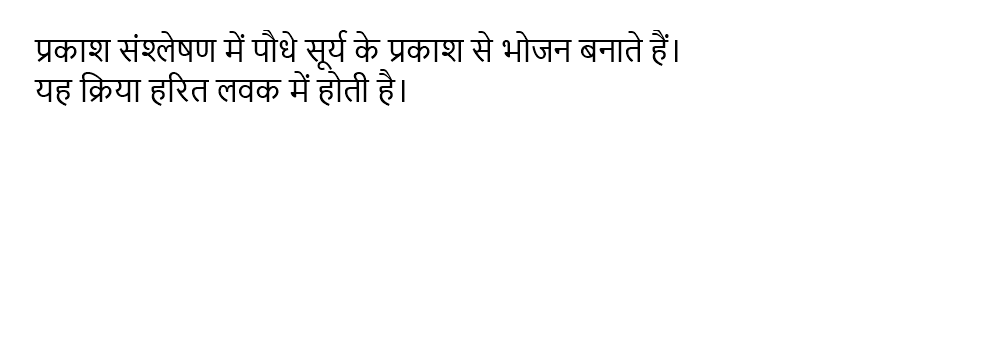 प्रकाश संश्लेषण में पौधे सूर्य के प्रकाश से भोजन बनाते हैं।
यह क्रिया हरित लवक में होती है।